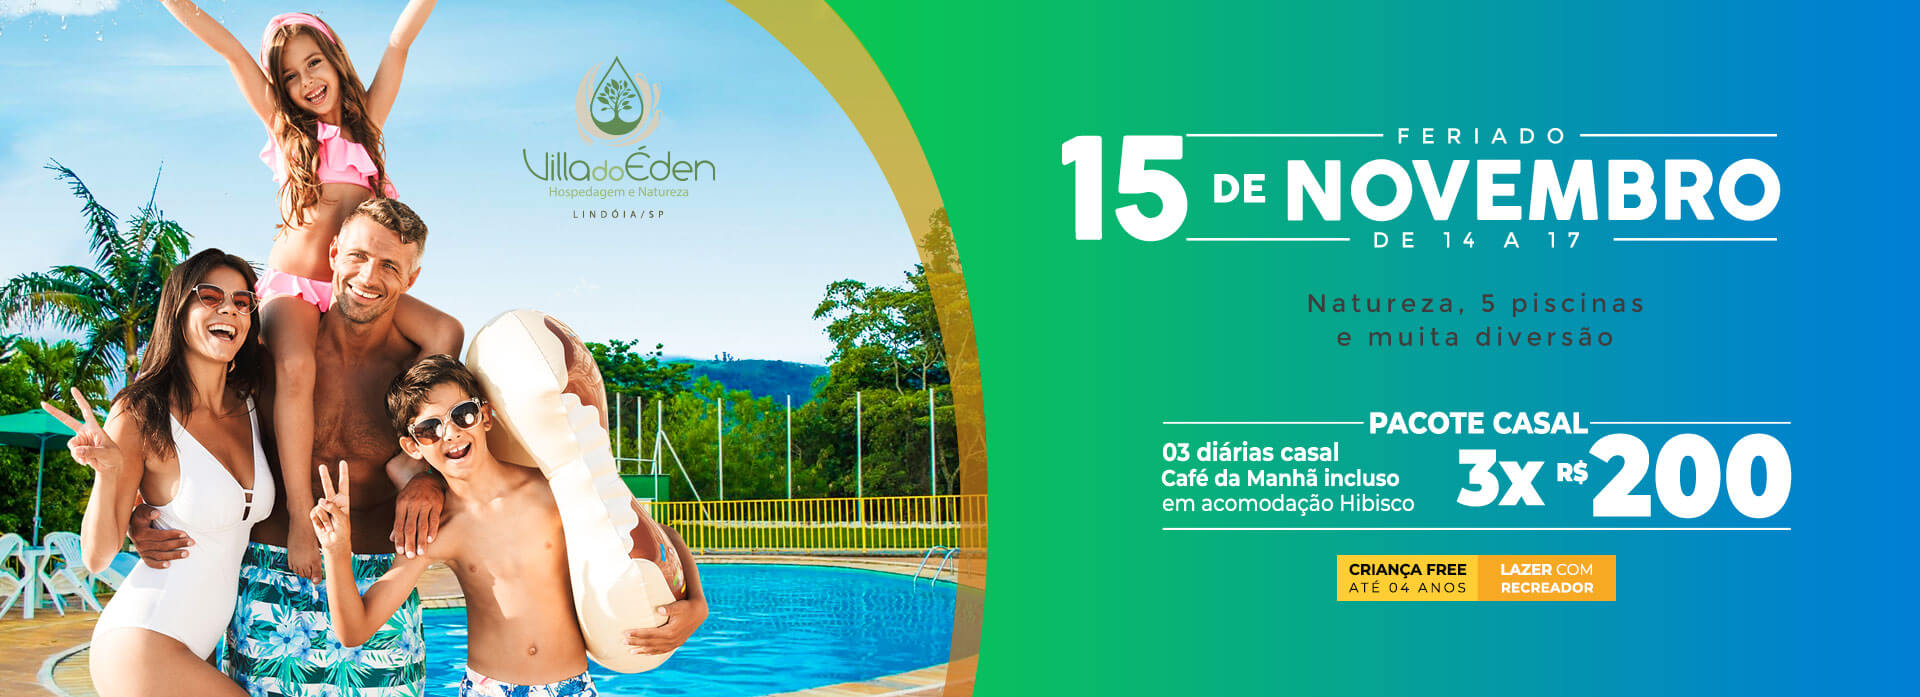 Villa do Éden
Hospedagem e Natureza
LINDÓIA/SP
FERIADO
15 DE NOVEMBRO
DE 14 A 17
Natureza, 5 piscinas
e muita diversão
PACOTE CASAL
03 diárias casal
Café da Manhã incluso
em acomodação Hibisco
3x R$ 200
CRIANÇA FREE
ATÉ 04 ANOS
LAZER COM
RECREADOR